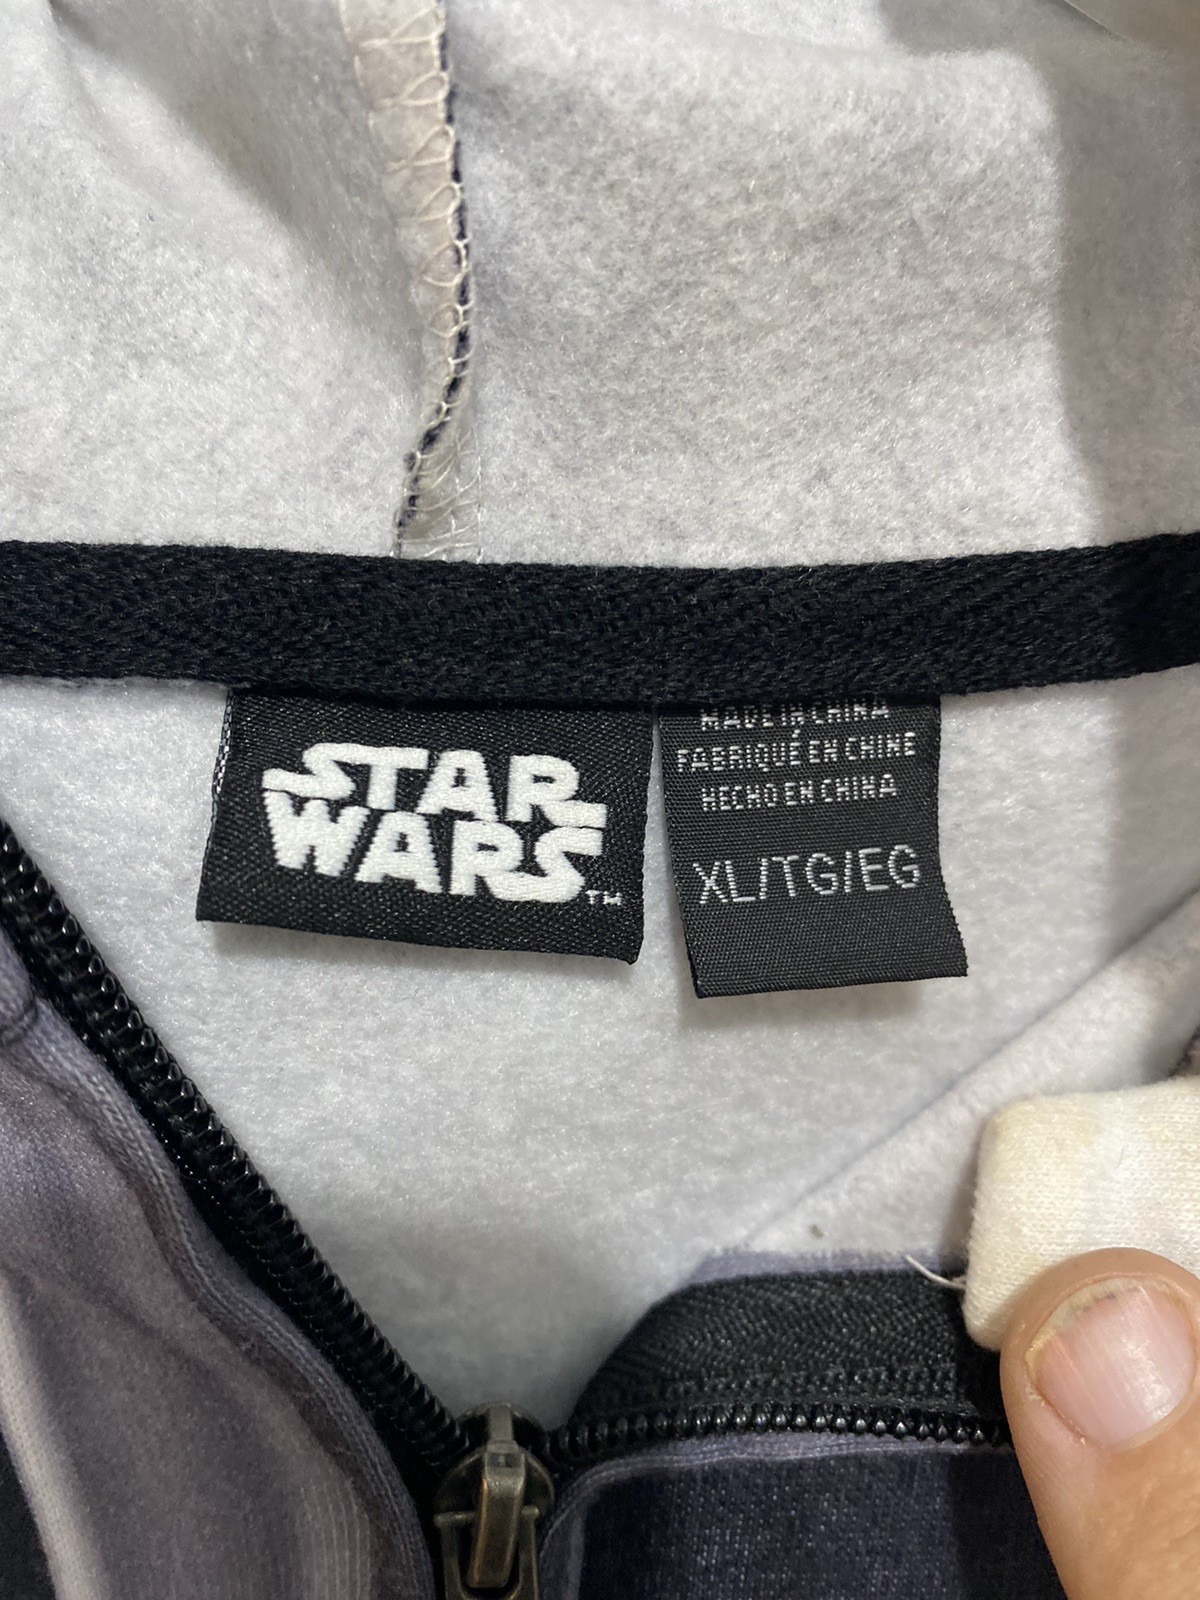 STAR
WARS
TM
MADE IN CHINA
FABRIQUÉ EN CHINE
HECHO EN CHINA
XL/TG/EG